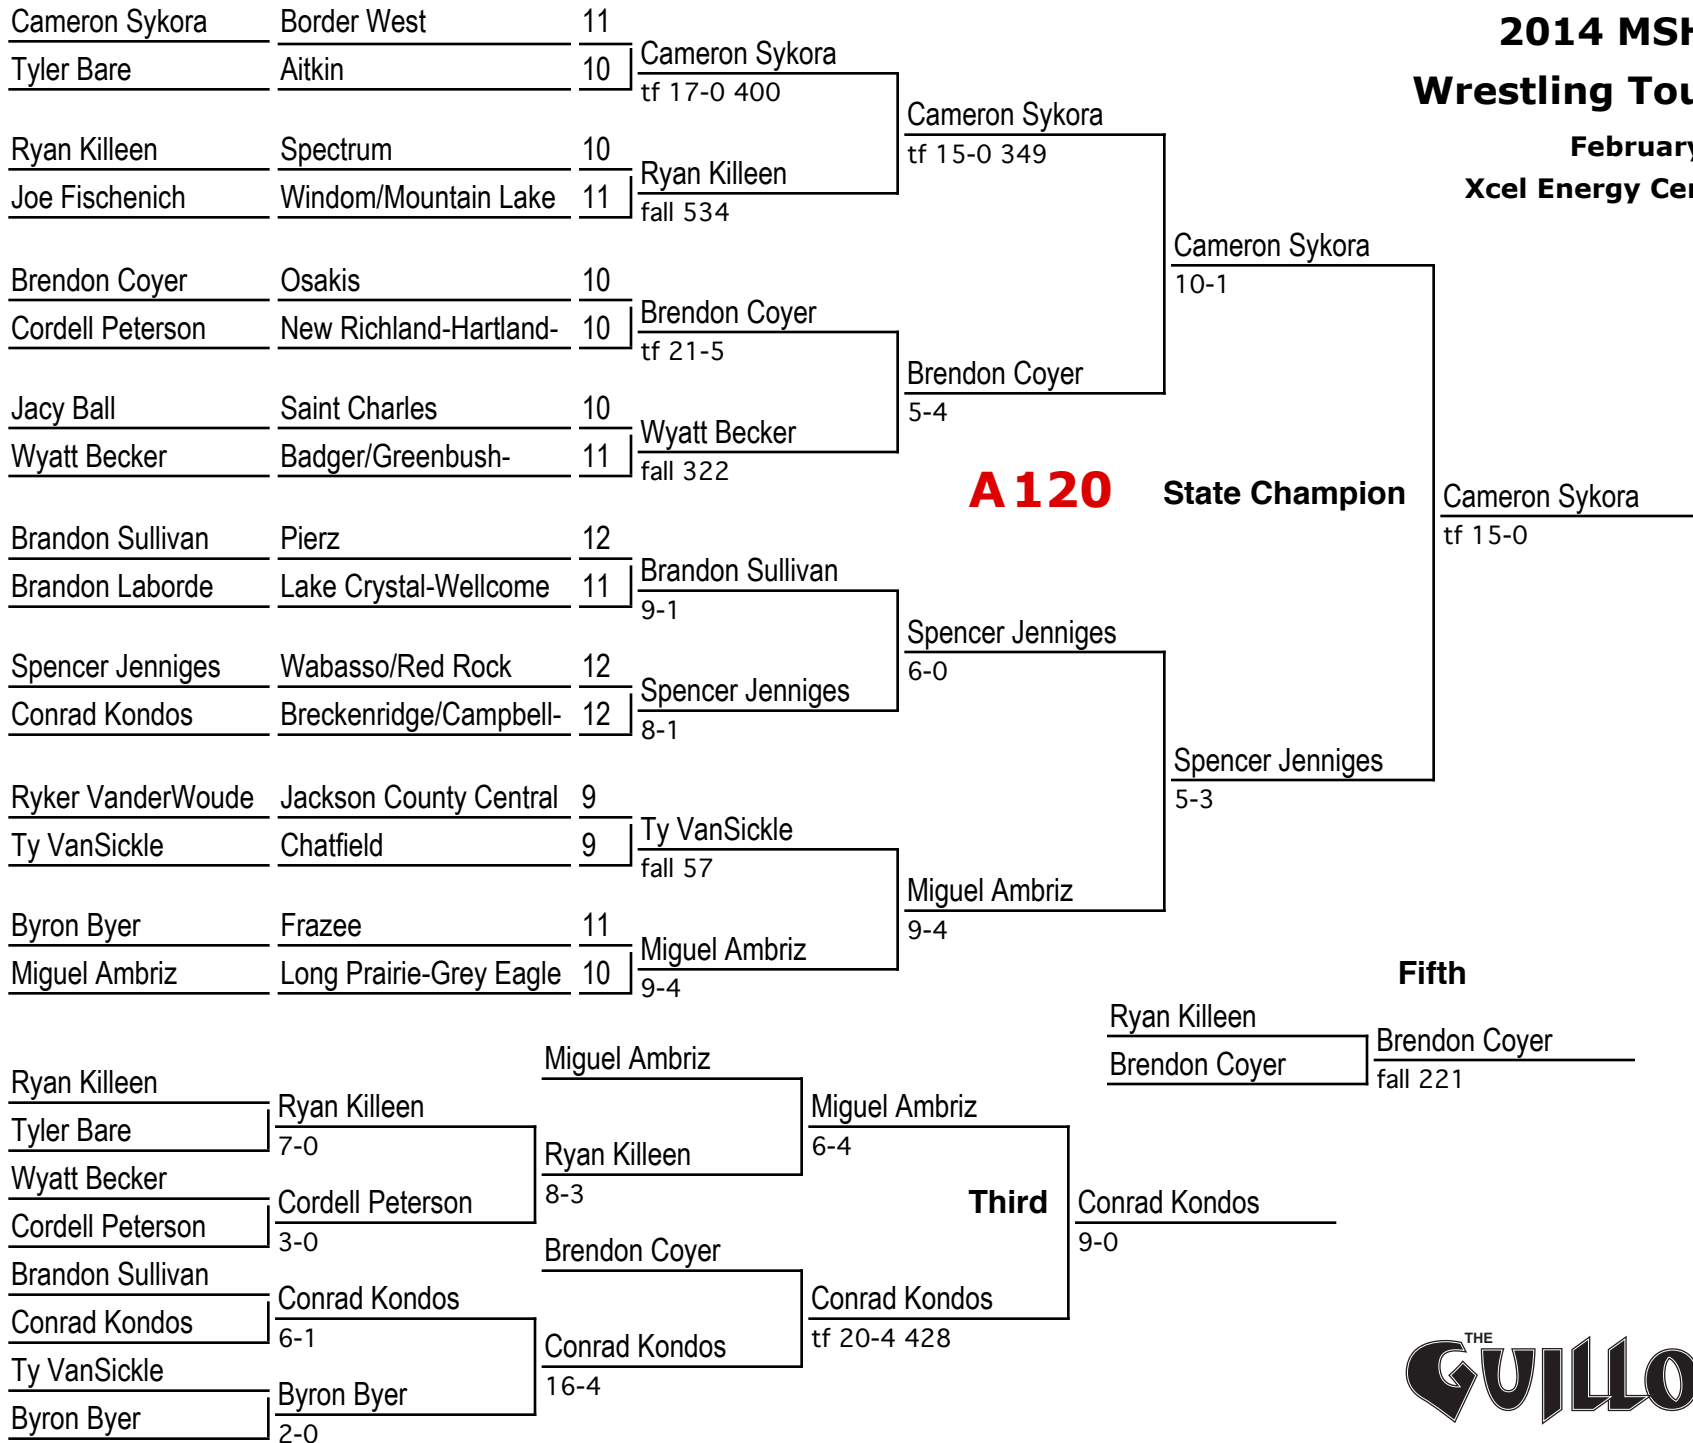 Cameron Sykora Border West 11
Tyler Bare Aitkin 10
Cameron Sykora
tf 17-0 400
Ryan Killeen Spectrum 10
Joe Fischenich Windom/Mountain Lake 11
Ryan Killeen
fall 534
Cameron Sykora
tf 15-0 349
Brendon Coyer Osakis 10
Cordell Peterson New Richland-Hartland- 10
Brendon Coyer
tf 21-5
Jacy Ball Saint Charles 10
Wyatt Becker Badger/Greenbush- 11
Wyatt Becker
fall 322
Brendon Coyer
5-4
Cameron Sykora
10-1
Brandon Sullivan Pierz 12
Brandon Laborde Lake Crystal-Wellcome 11
Brandon Sullivan
9-1
Spencer Jenniges Wabasso/Red Rock 12
Conrad Kondos Breckenridge/Campbell- 12
Spencer Jenniges
8-1
Spencer Jenniges
6-0
Ryker VanderWoude Jackson County Central 9
Ty VanSickle Chatfield 9
Ty VanSickle
fall 57
Byron Byer Frazee 11
Miguel Ambriz Long Prairie-Grey Eagle 10
Miguel Ambriz
9-4
Miguel Ambriz
9-4
Spencer Jenniges
5-3
A 120 State Champion
Cameron Sykora
tf 15-0
2014 MSH
Wrestling Tou
February
Xcel Energy Cen
Fifth
Ryan Killeen
Brendon Coyer
Brendon Coyer
fall 221
Ryan Killeen
Tyler Bare
Ryan Killeen
7-0
Wyatt Becker
Cordell Peterson
Cordell Peterson
3-0
Brandon Sullivan
Conrad Kondos
Conrad Kondos
6-1
Ty VanSickle
Byron Byer
Byron Byer
2-0
Miguel Ambriz
Ryan Killeen
8-3
Brendon Coyer
Conrad Kondos
16-4
Miguel Ambriz
6-4
Conrad Kondos
tf 20-4 428
Third
Conrad Kondos
9-0
THE
GUILLO